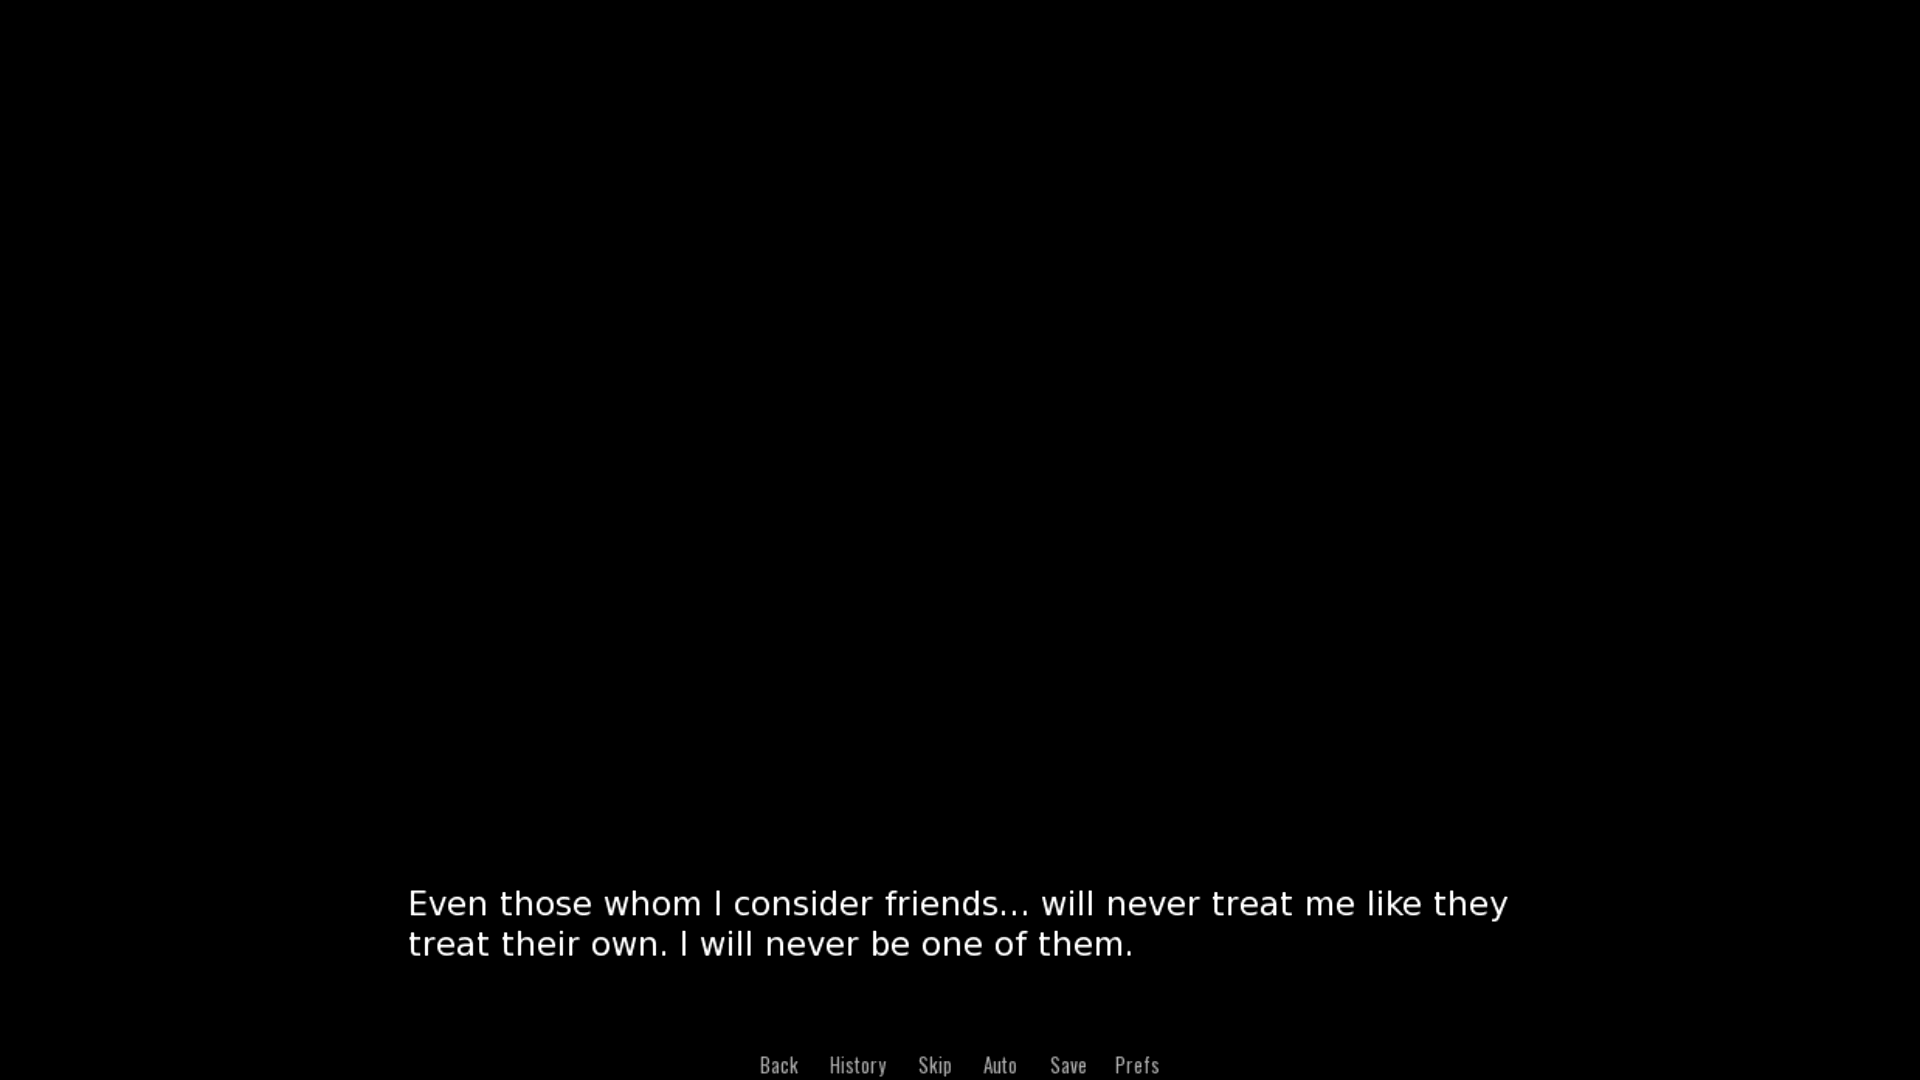 Even those whom I consider friends... will never treat me like they
treat their own. I will never be one of them.
Back History Skip Auto Save Prefs